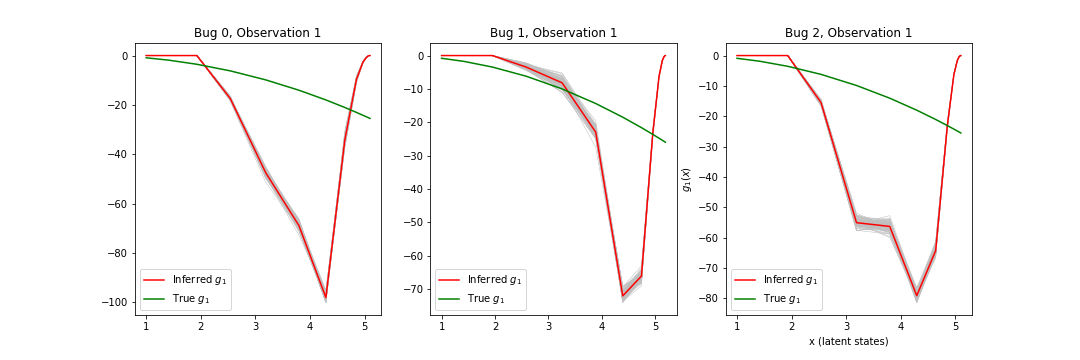 Bug 0, Observation 1
0
−20
−40
−60
−80
−100
1 2 3 4 5
Inferred g₁
True g₁
Bug 1, Observation 1
0
−10
−20
−30
−40
−50
−60
−70
1 2 3 4 5
Inferred g₁
True g₁
Bug 2, Observation 1
g₁(x)
0
−10
−20
−30
−40
−50
−60
−70
−80
1 2 3 4 5
x (latent states)
Inferred g₁
True g₁